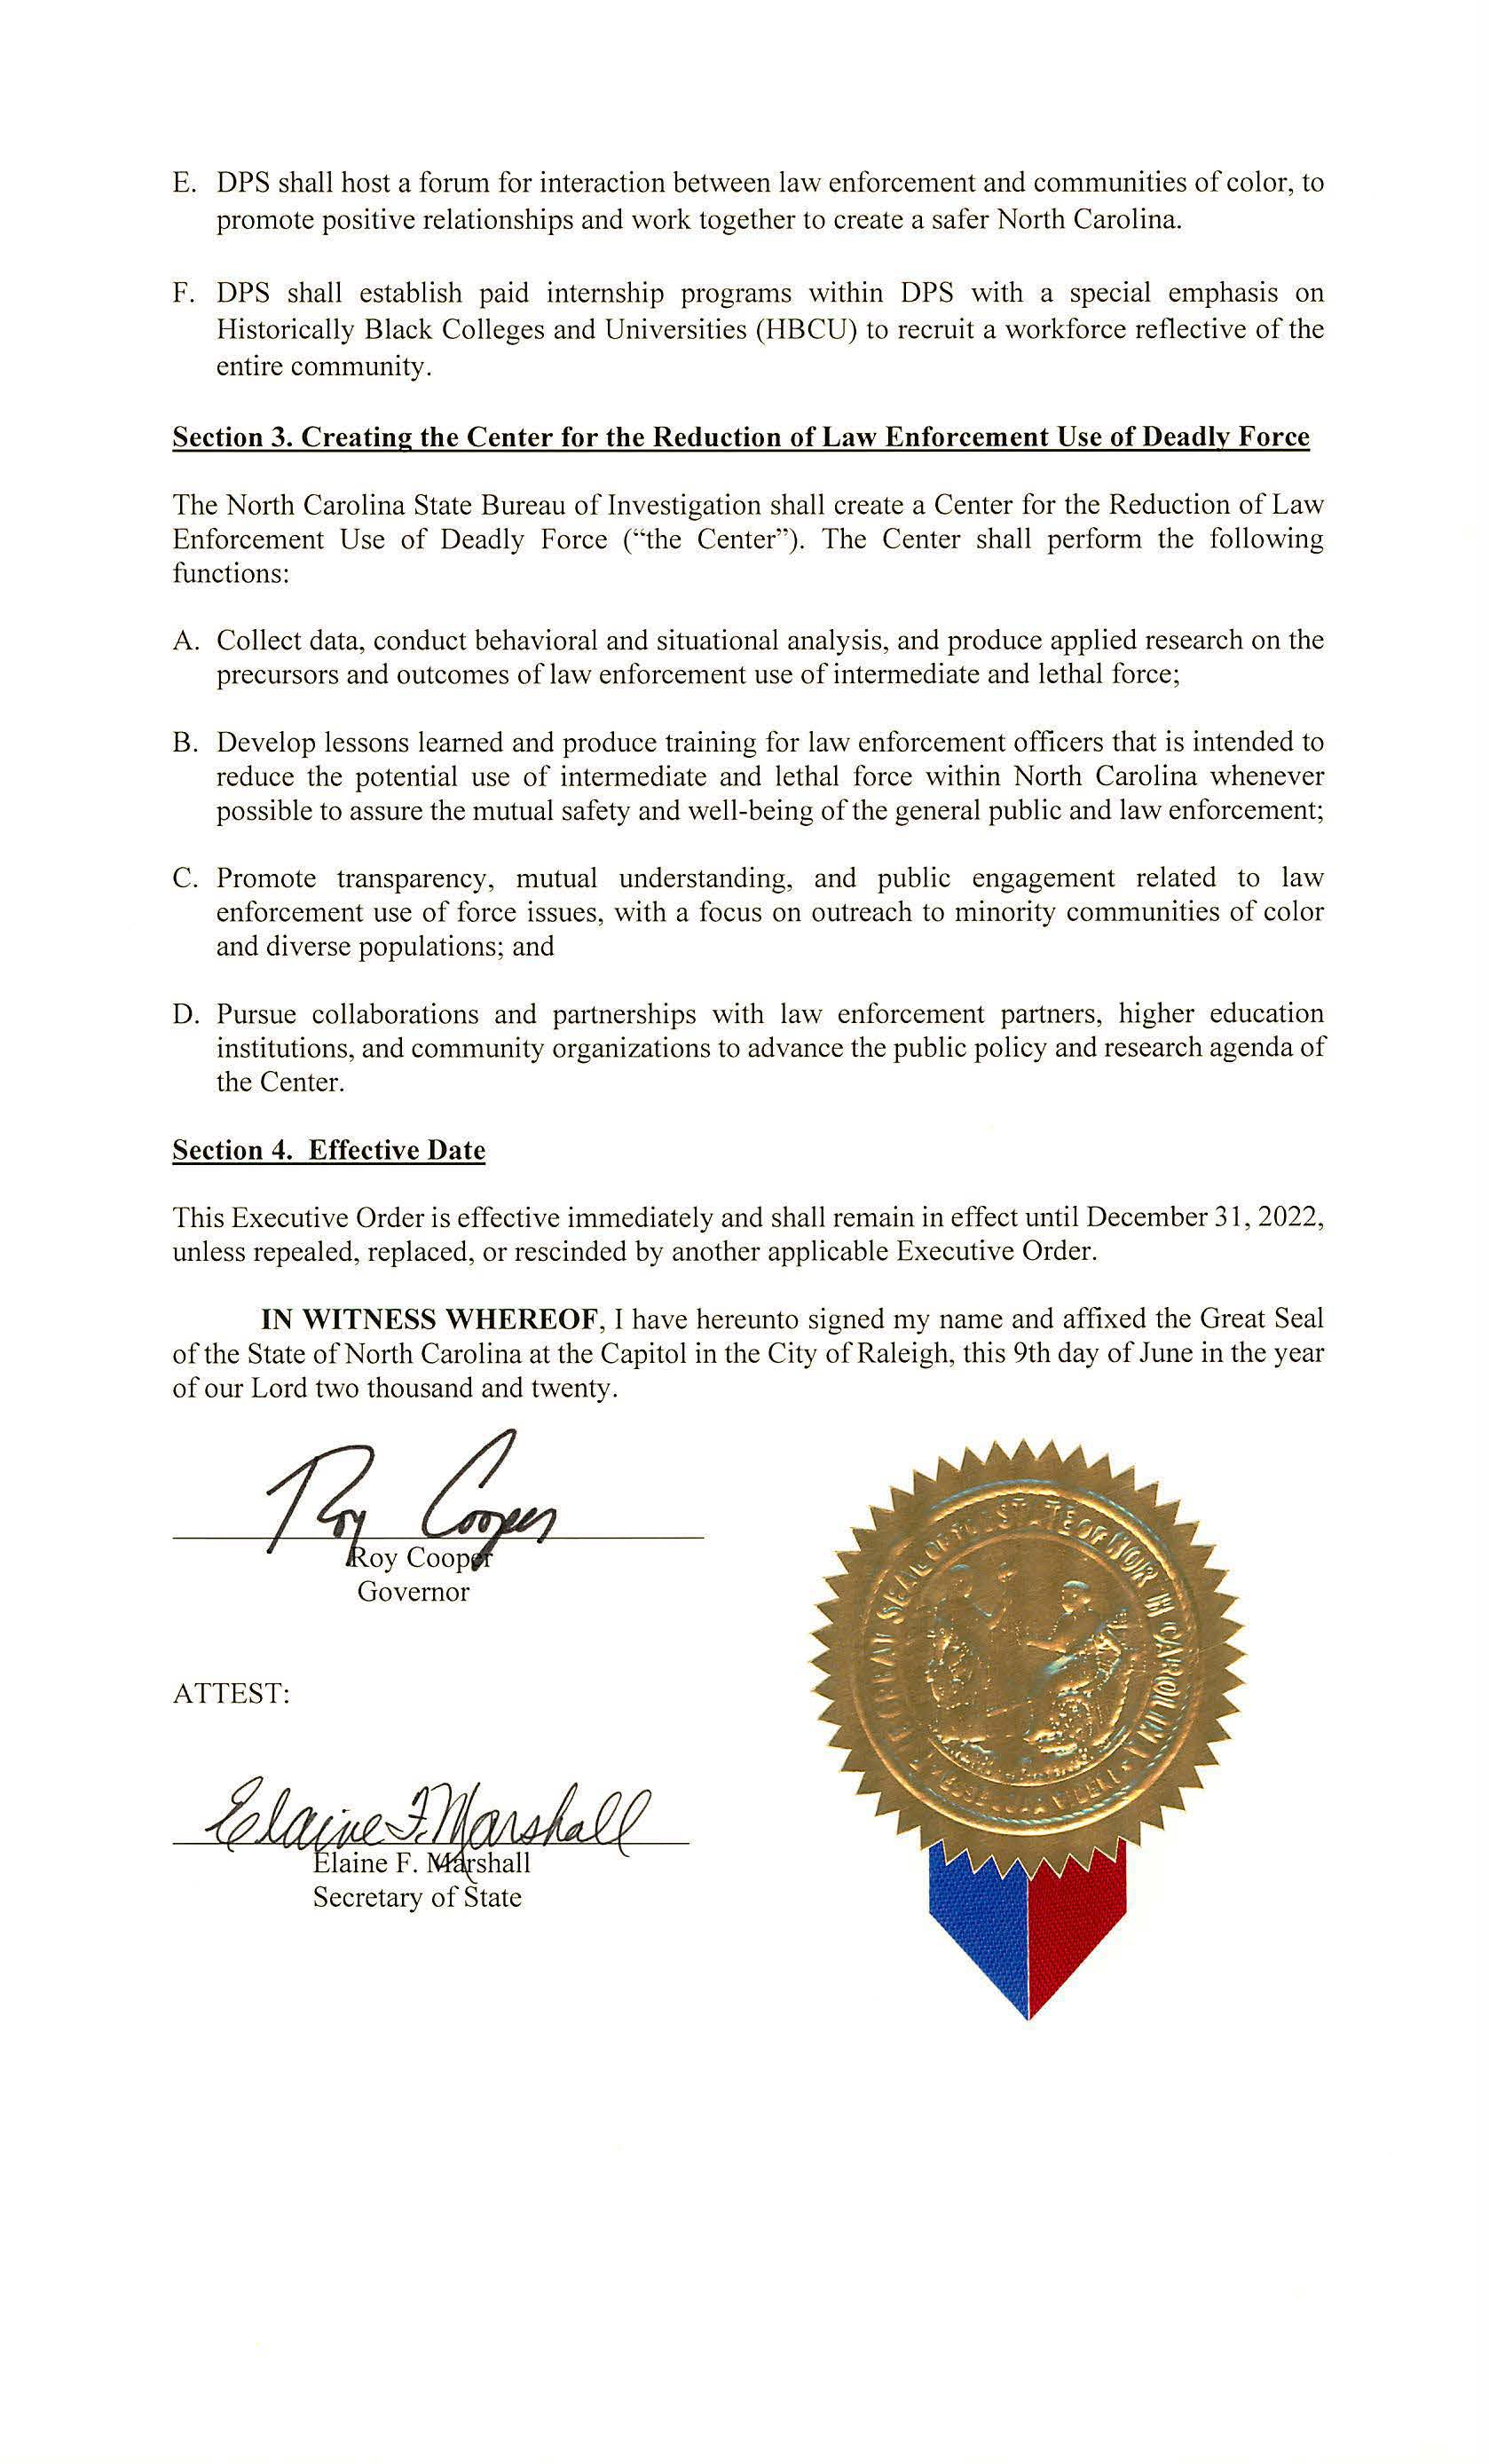 E. DPS shall host a forum for interaction between law enforcement and communities of color, to
promote positive relationships and work together to create a safer North Carolina.
F. DPS shall establish paid internship programs within DPS with a special emphasis on
Historically Black Colleges and Universities (HBCU) to recruit a workforce reflective of the
entire community.
Section 3. Creating the Center for the Reduction of Law Enforcement Use of Deadly Force
The North Carolina State Bureau of Investigation shall create a Center for the Reduction of Law
Enforcement Use of Deadly Force (“the Center”). The Center shall perform the following
functions:
A. Collect data, conduct behavioral and situational analysis, and produce applied research on the
precursors and outcomes of law enforcement use of intermediate and lethal force;
B. Develop lessons learned and produce training for law enforcement officers that is intended to
reduce the potential use of intermediate and lethal force within North Carolina whenever
possible to assure the mutual safety and well-being of the general public and law enforcement;
C. Promote transparency, mutual understanding, and public engagement related to law
enforcement use of force issues, with a focus on outreach to minority communities of color
and diverse populations; and
D. Pursue collaborations and partnerships with law enforcement partners, higher education
institutions, and community organizations to advance the public policy and research agenda of
the Center.
Section 4. Effective Date
This Executive Order is effective immediately and shall remain in effect until December 31, 2022,
unless repealed, replaced, or rescinded by another applicable Executive Order.
IN WITNESS WHEREOF, I have hereunto signed my name and affixed the Great Seal
of the State of North Carolina at the Capitol in the City of Raleigh, this 9th day of June in the year
of our Lord two thousand and twenty.
Roy Cooper
Roy Cooper
Governor
ATTEST:
Elaine F. Marshall
Elaine F. Marshall
Secretary of State
GREAT SEAL OF THE STATE OF NORTH CAROLINA